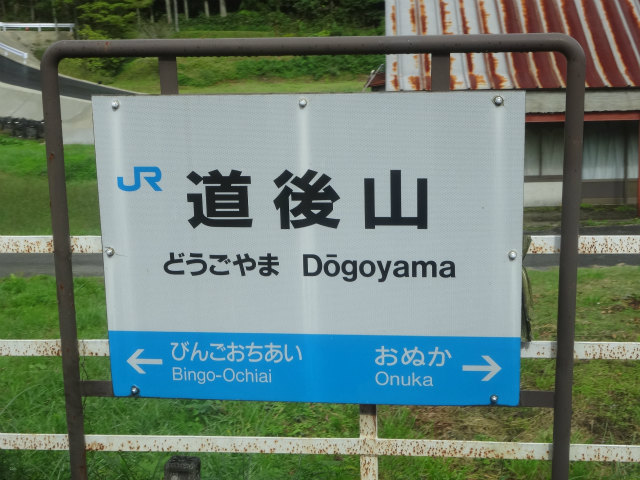 JR 道後山
どうごやま Dōgoyama
← びんごおちあい おぬか →
Bingo-Ochiai Onuka